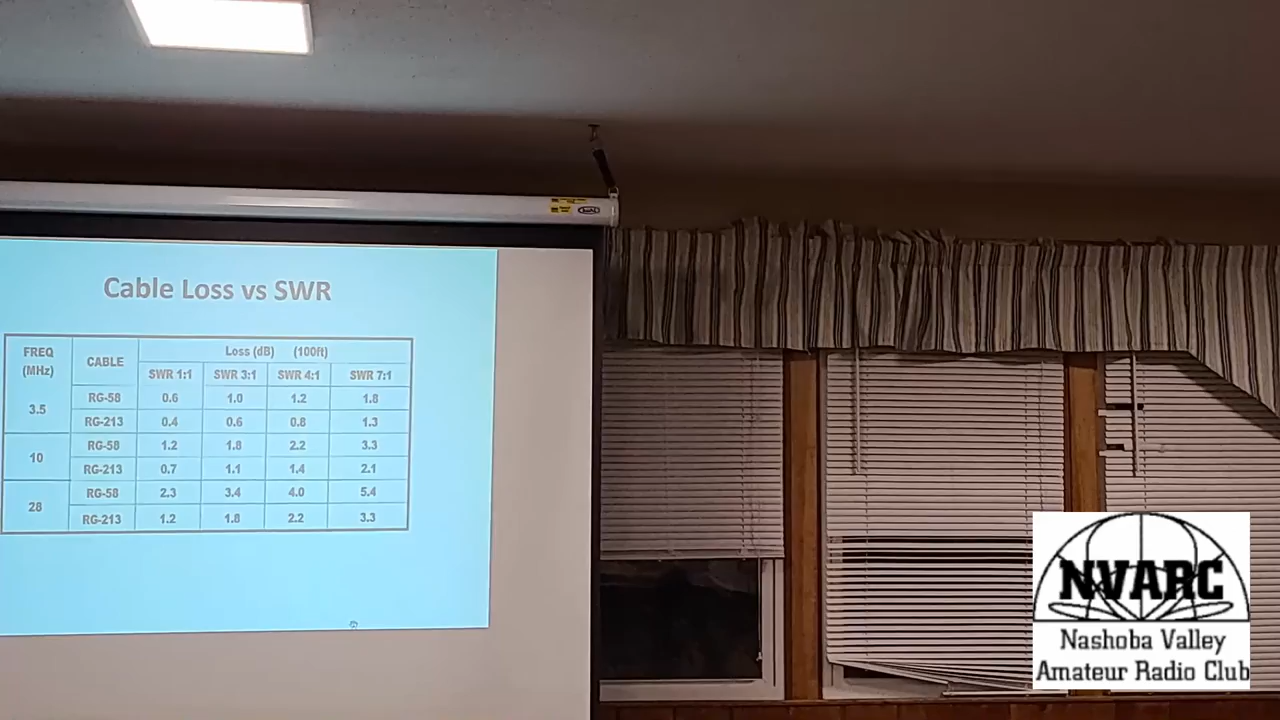 Cable Loss vs SWR
FREQ (MHz) CABLE Loss (dB) (100ft)
SWR 1:1 SWR 3:1 SWR 4:1 SWR 7:1
3.5 RG-58 0.6 1.0 1.2 1.8
RG-213 0.4 0.6 0.8 1.3
10 RG-58 1.2 1.8 2.2 3.3
RG-213 0.7 1.1 1.4 2.1
28 RG-58 2.3 3.4 4.0 5.4
RG-213 1.2 1.8 2.2 3.3
NVARC
Nashoba Valley
Amateur Radio Club